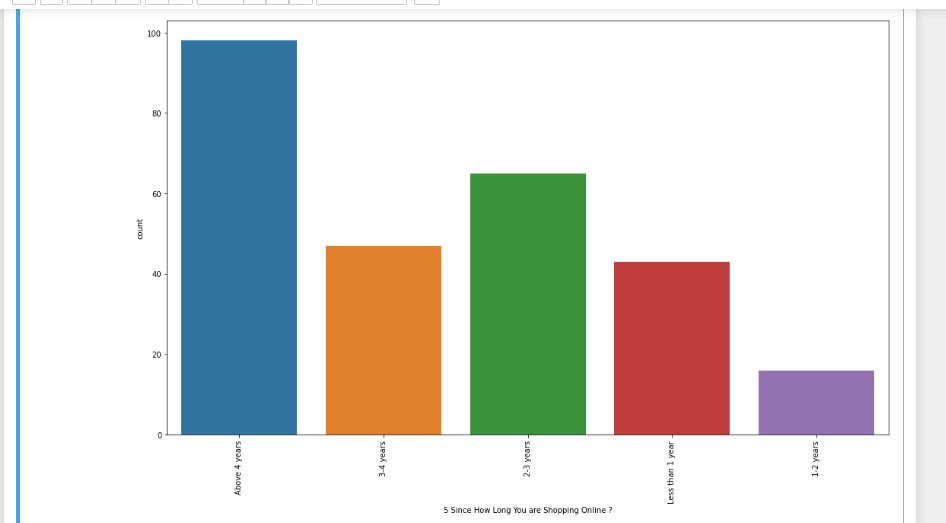 100
80
60
40
20
0
count
Above 4 years
3-4 years
2-3 years
Less than 1 year
1-2 years
5 Since How Long You are Shopping Online ?